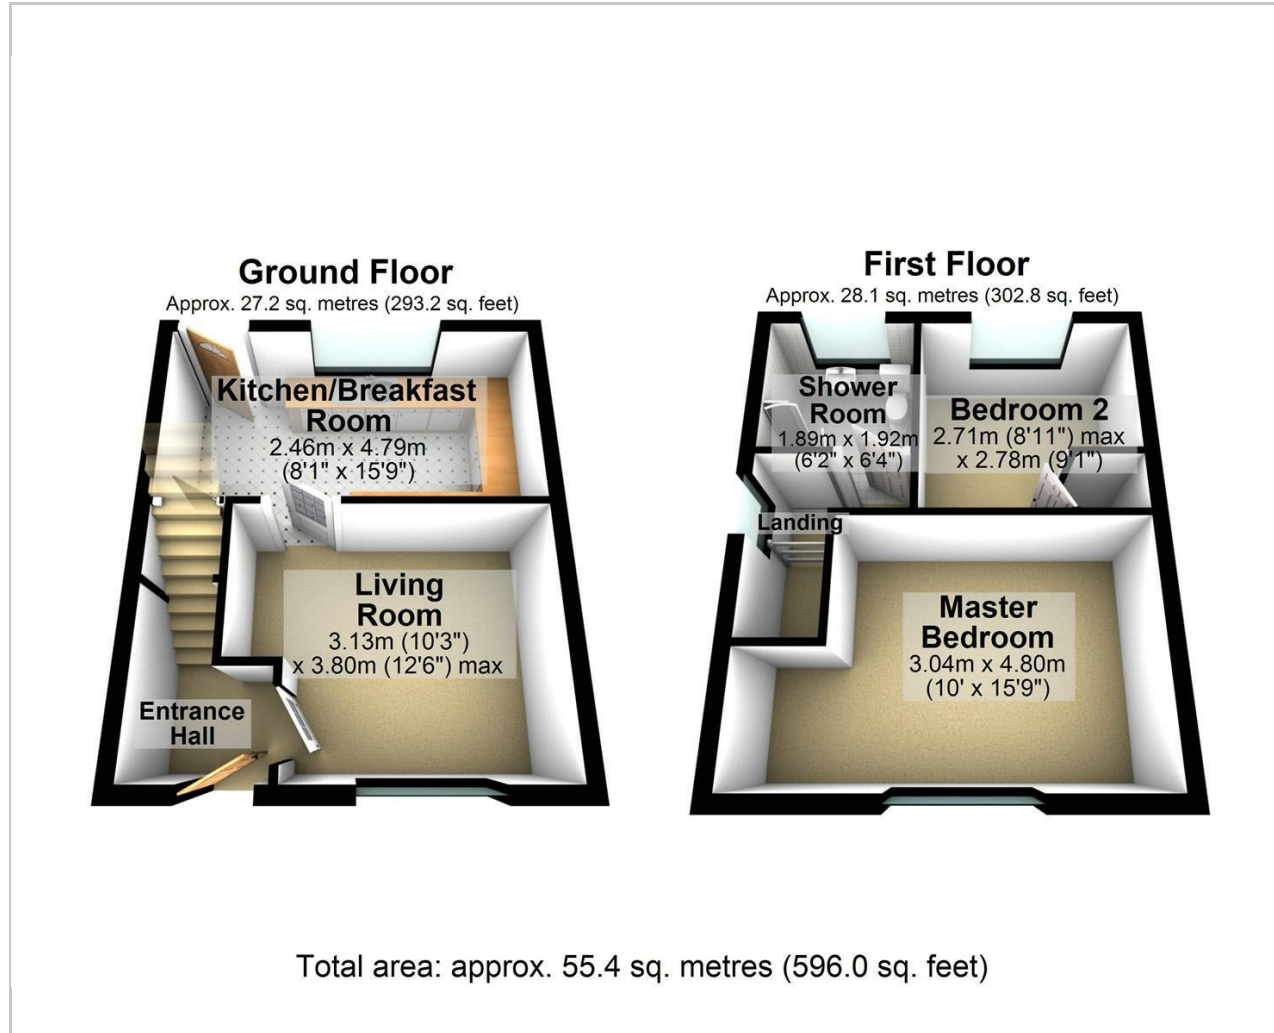 Ground Floor
Approx. 27.2 sq. metres (293.2 sq. feet)
Kitchen/Breakfast
Room
2.46m x 4.79m
(8'1" x 15'9")
Living
Room
3.13m (10'3")
x 3.80m (12'6") max
Entrance
Hall
First Floor
Approx. 28.1 sq. metres (302.8 sq. feet)
Shower
Room
1.89m x 1.92m
(6'2" x 6'4")
Bedroom 2
2.71m (8'11") max
x 2.78m (9'1")
Landing
Master
Bedroom
3.04m x 4.80m
(10' x 15'9")
Total area: approx. 55.4 sq. metres (596.0 sq. feet)